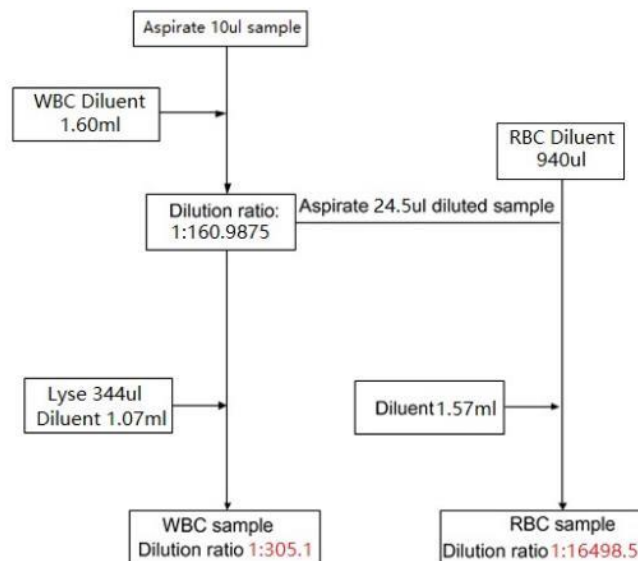 Aspirate 10ul sample
WBC Diluent
1.60ml
RBC Diluent
940ul
Dilution ratio:
1:160.9875
Aspirate 24.5ul diluted sample
Lyse 344ul
Diluent 1.07ml
Diluent1.57ml
WBC sample
Dilution ratio 1:305.1
RBC sample
Dilution ratio 1:16498.5